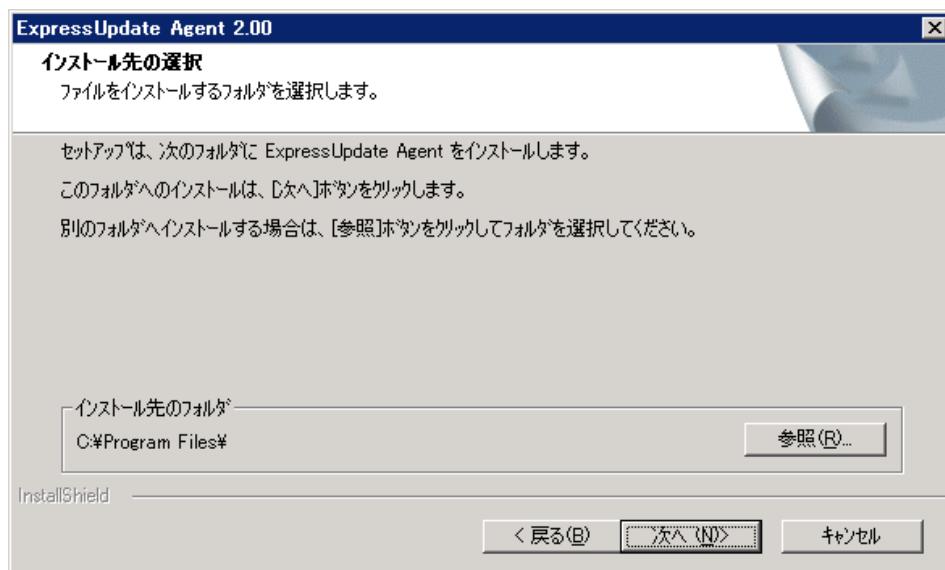 ExpressUpdate Agent 2.00
インストール先の選択
ファイルをインストールするフォルダを選択します。
セットアップは、次のフォルダに ExpressUpdate Agent をインストールします。
このフォルダへのインストールは、[次へ]ボタンをクリックします。
別のフォルダへインストールする場合は、[参照]ボタンをクリックしてフォルダを選択してください。
インストール先のフォルダ
C:¥Program Files¥
参照(R)...
InstallShield
< 戻る(B)
次へ (N)>
キャンセル